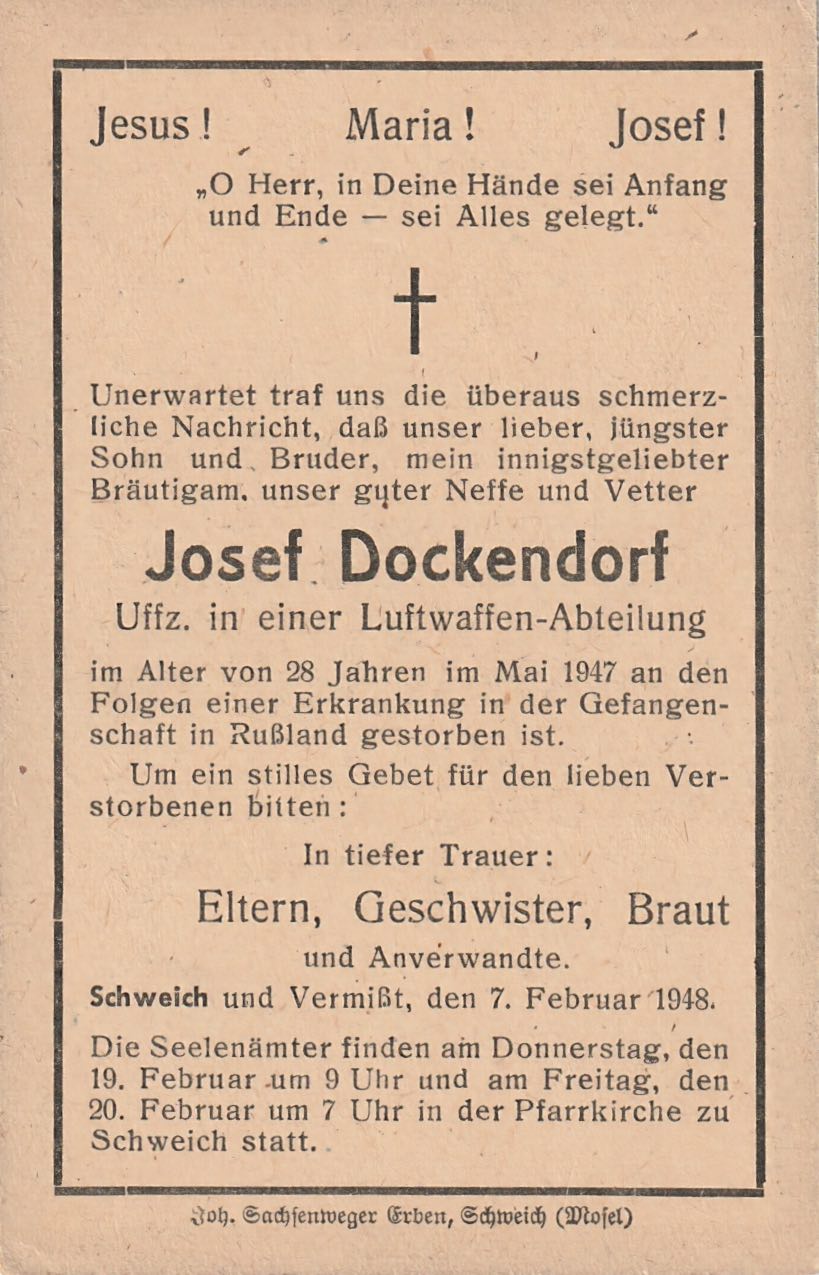 Jesus! Maria! Josef!
„O Herr, in Deine Hände sei Anfang
und Ende — sei Alles gelegt.“
Unerwartet traf uns die überaus schmerz-
liche Nachricht, daß unser lieber, jüngster
Sohn und Bruder, mein innigstgeliebter
Bräutigam, unser guter Neffe und Vetter
Josef Dockendorf
Uffz. in einer Luftwaffen-Abteilung
im Alter von 28 Jahren im Mai 1947 an den
Folgen einer Erkrankung in der Gefangen-
schaft in Rußland gestorben ist.
Um ein stilles Gebet für den lieben Ver-
storbenen bitten:
In tiefer Trauer:
Eltern, Geschwister, Braut
und Anverwandte.
Schweich und Vermißt, den 7. Februar 1948.
Die Seelenämter finden am Donnerstag, den
19. Februar um 9 Uhr und am Freitag, den
20. Februar um 7 Uhr in der Pfarrkirche zu
Schweich statt.
Joh. Sachsenweger Erben, Schweich (Mosel)